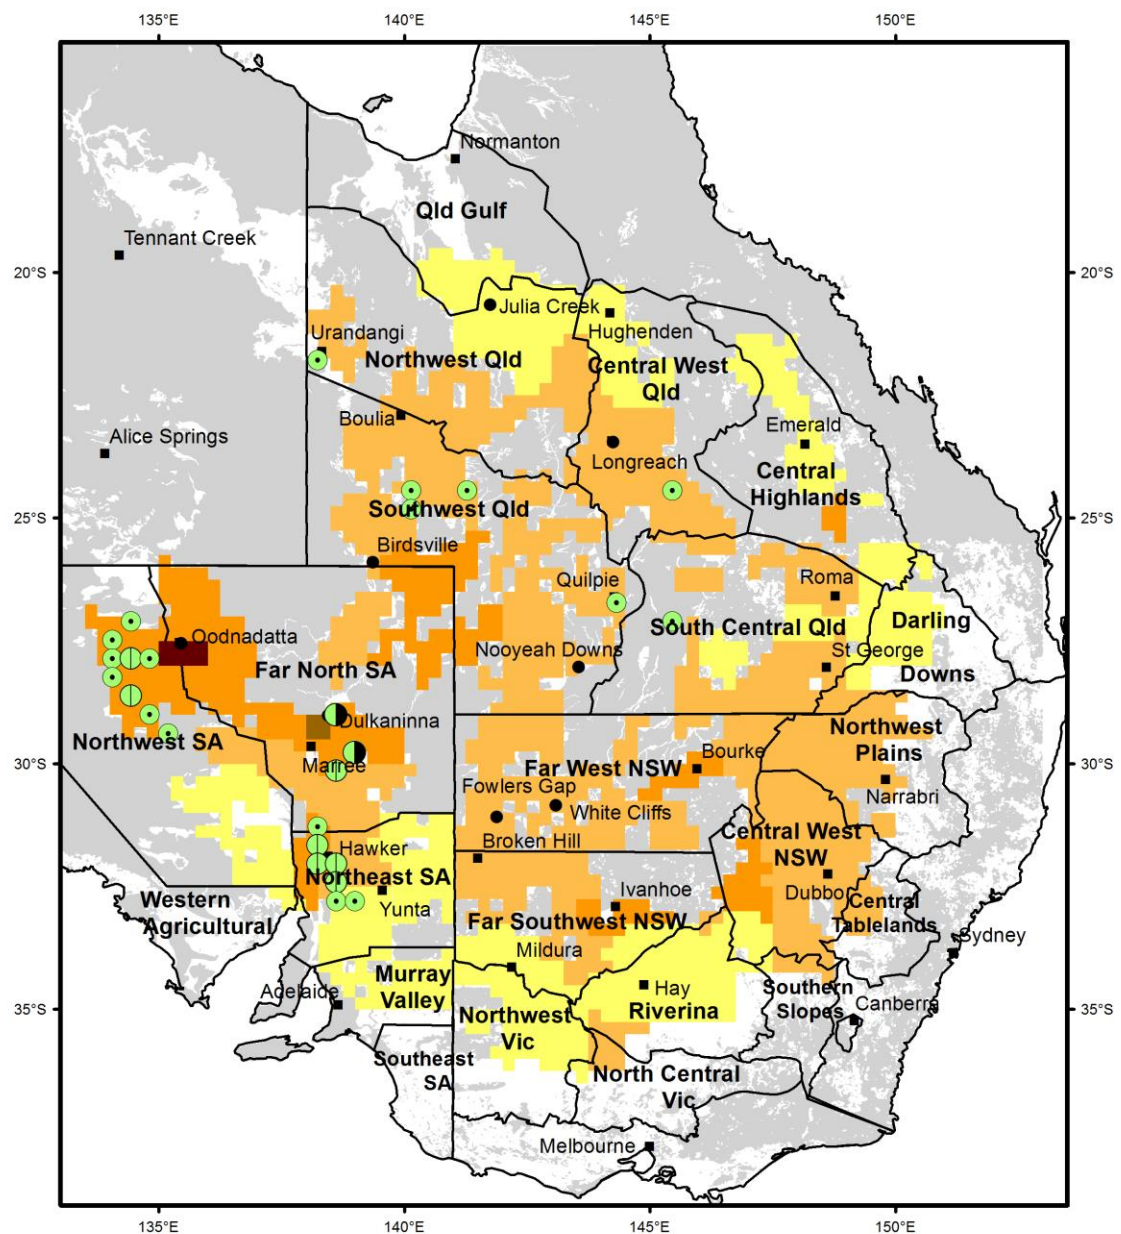 135°E 140°E 145°E 150°E
Normanton
Qld Gulf
Tennant Creek
20°S 20°S
Julia Creek
Urandangi
Hughenden
Northwest Qld
Central West
Qld
Boulia
Emerald
Alice Springs
Longreach
Central
Highlands
Southwest Qld
25°S 25°S
Birdsville
Quilpie
Roma
Oodnadatta
South Central Qld
Darling
Downs
Far North SA
Nooyeah Downs
St George
Dulkaninna
Northwest SA
Northwest
Plains
Marree
Far West NSW
Bourke
30°S 30°S
Fowlers Gap
White Cliffs
Narrabri
Broken Hill
Central West
NSW
Hawker
Northeast SA
Ivanhoe
Dubbo
Western
Agricultural
Yunta
Far Southwest NSW
Central
Tablelands
Sydney
Mildura
Murray
Valley
Adelaide
Hay
Riverina
Southern
Slopes
Canberra
35°S 35°S
Northwest
Vic
Southeast
SA
North Central
Vic
Melbourne
135°E 140°E 145°E 150°E